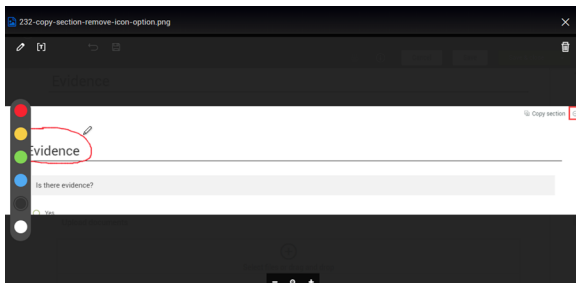 232-copy-section-remove-icon-option.png
[T]
Evidence
Copy section
Evidence
Is there evidence?
Yes